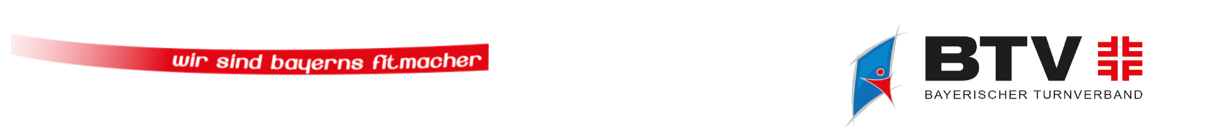 wir sind bayerns fitmacher
BTV
BAYERISCHER TURNVERBAND